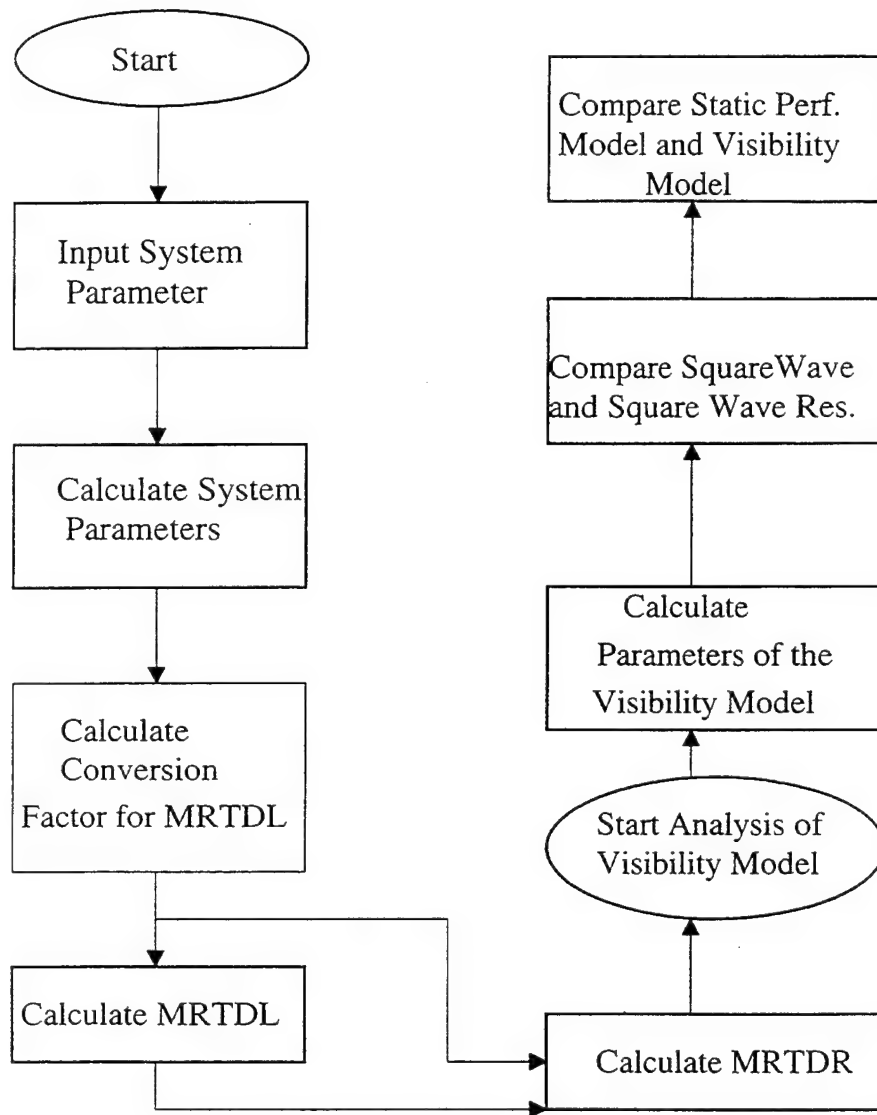 Start
Input System
Parameter
Calculate System
Parameters
Calculate
Conversion
Factor for MRTDL
Calculate MRTDL
Calculate MRTDR
Start Analysis of
Visibility Model
Calculate
Parameters of the
Visibility Model
Compare SquareWave
and Square Wave Res.
Compare Static Perf.
Model and Visibility
Model